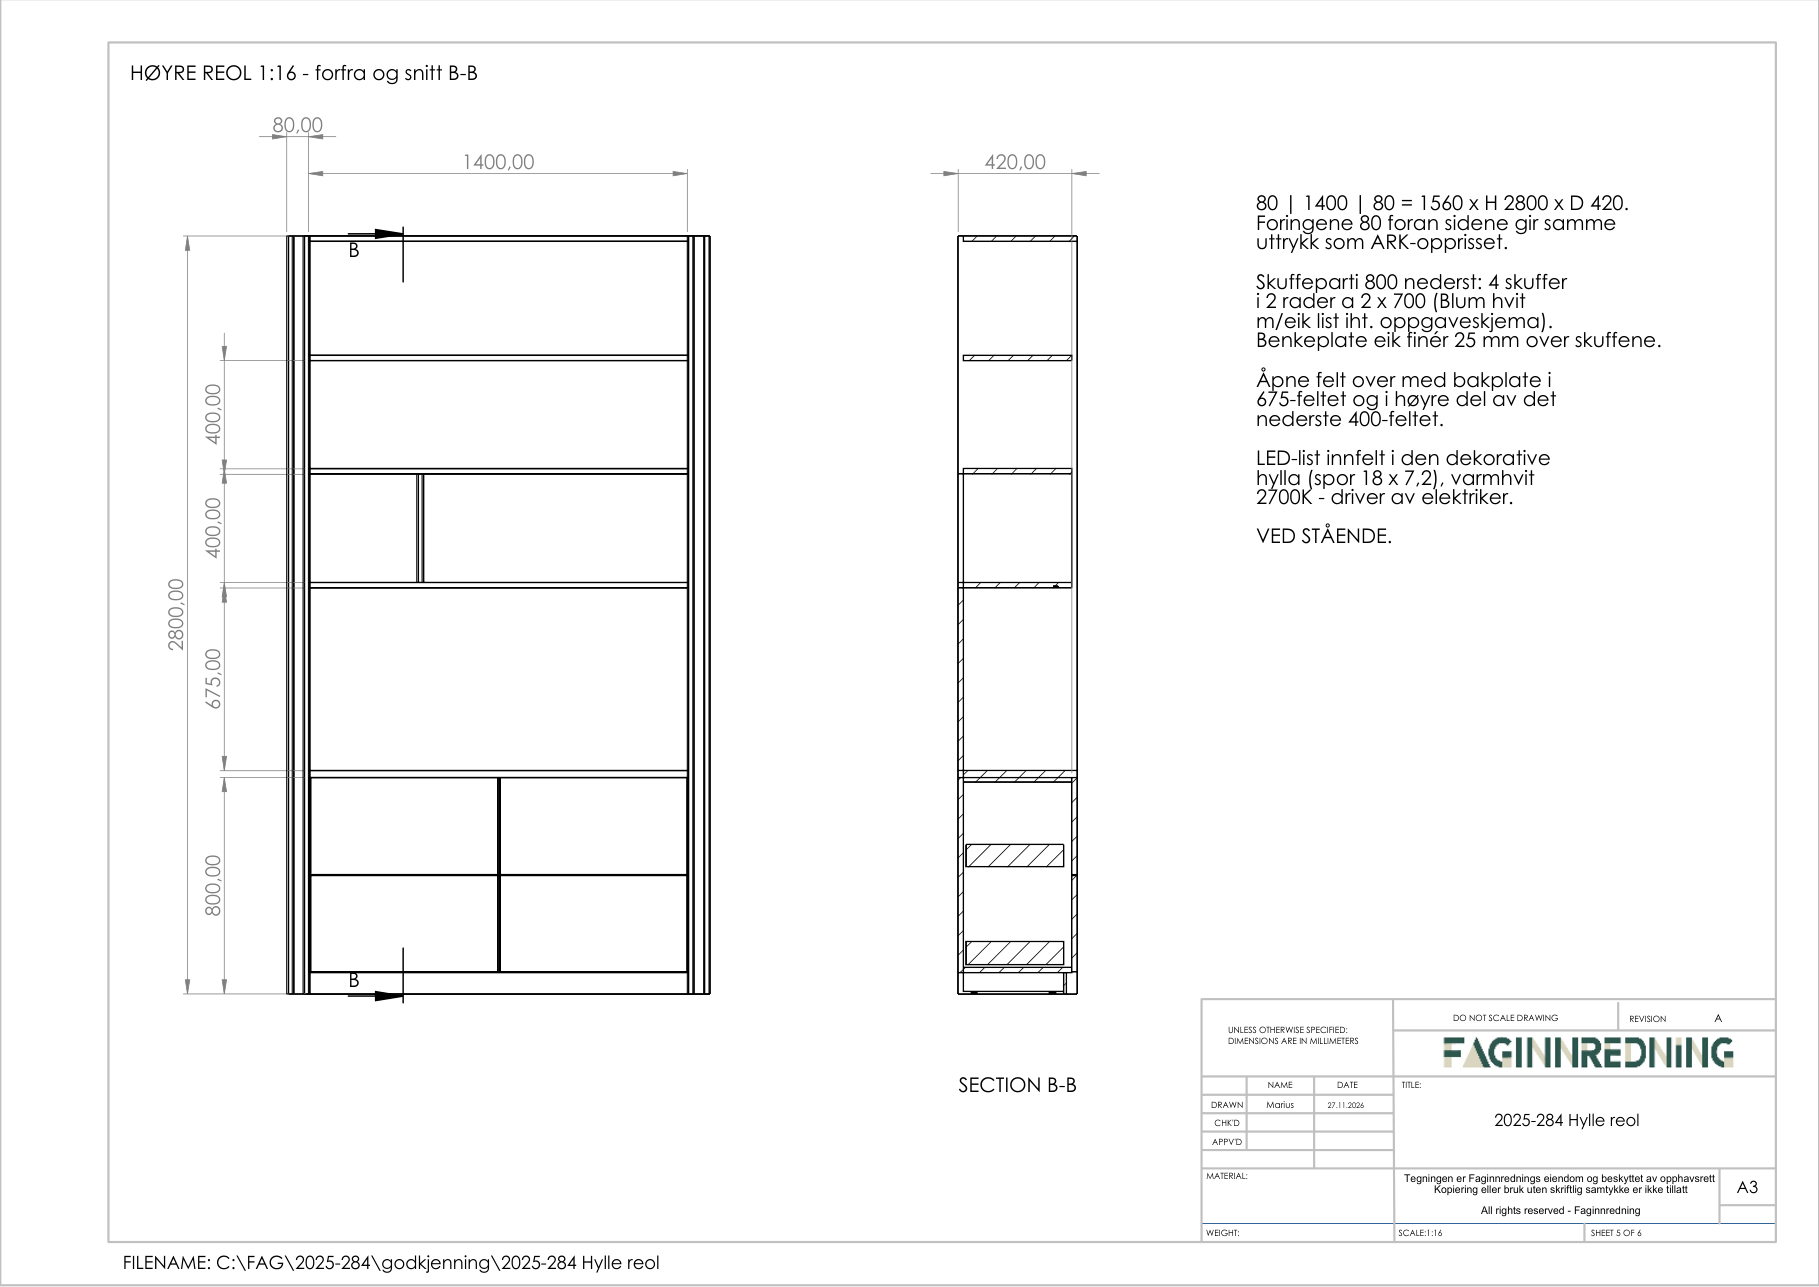 HØYRE REOL 1:16 - forfra og snitt B-B
80,00
1400,00
420,00
B
400,00
400,00
2800,00
675,00
800,00
B
80 | 1400 | 80 = 1560 x H 2800 x D 420.
Foringene 80 foran sidene gir samme
uttrykk som ARK-opprisset.
Skuffeparti 800 nederst: 4 skuffer
i 2 rader a 2 x 700 (Blum hvit
m/eik list iht. oppgaveskjema).
Benkeplate eik finér 25 mm over skuffene.
Åpne felt over med bakplate i
675-feltet og i høyre del av det
nederste 400-feltet.
LED-list innfelt i den dekorative
hylla (spor 18 x 7,2), varmhvit
2700K - driver av elektriker.
VED STÅENDE.
SECTION B-B
UNLESS OTHERWISE SPECIFIED:
DIMENSIONS ARE IN MILLIMETERS
DO NOT SCALE DRAWING
REVISION A
FAGINNREDNING
NAME DATE
DRAWN Marius 27.11.2026
CHK'D
APPV'D
TITLE:
2025-284 Hylle reol
MATERIAL:
Tegningen er Faginnrednings eiendom og beskyttet av opphavsrett
Kopiering eller bruk uten skriftlig samtykke er ikke tillatt
All rights reserved - Faginnredning
A3
WEIGHT:
SCALE:1:16
SHEET 5 OF 6
FILENAME: C:\FAG\2025-284\godkjenning\2025-284 Hylle reol